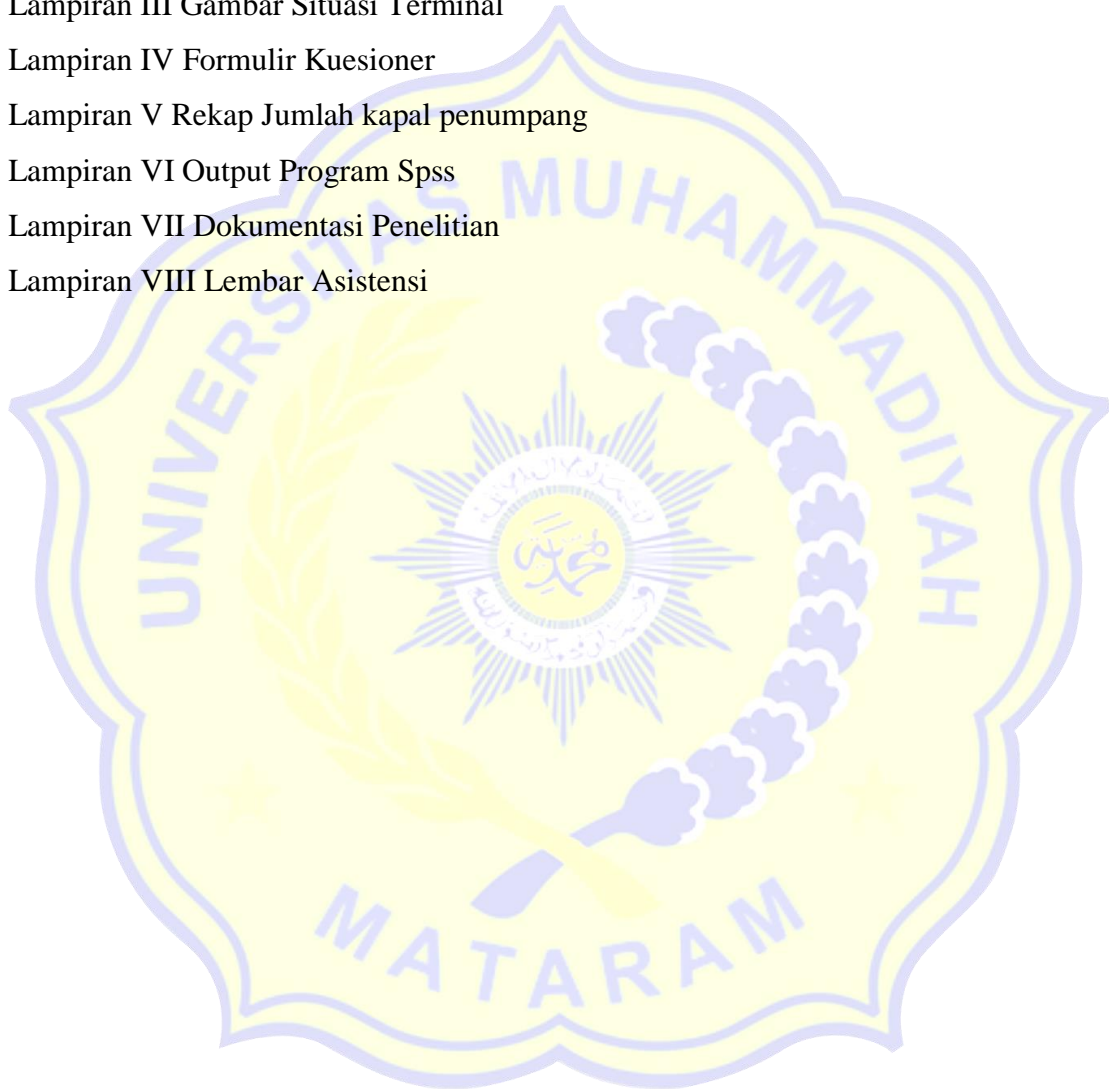 Lampiran III Gambar Situasi Terminal
Lampiran IV Formulir Kuesioner
Lampiran V Rekap Jumlah kapal penumpang
Lampiran VI Output Program Spss
Lampiran VII Dokumentasi Penelitian
Lampiran VIII Lembar Asistensi
UNIVERSITAS MUHAMMADIYAH
MATARAM